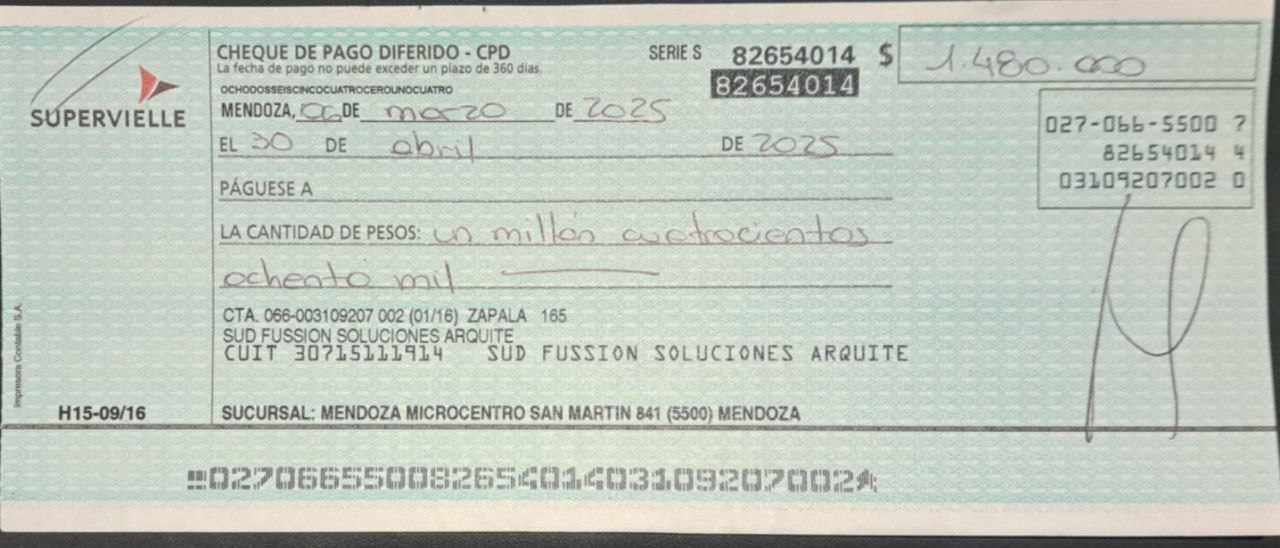 SUPERVIELLE
CHEQUE DE PAGO DIFERIDO - CPD
La fecha de pago no puede exceder un plazo de 360 días.
SERIE S 82654014 $ 1.480.000
82654014
OCHODOSSEISCINCOCUATROCEROUNOCUATRO
MENDOZA, 06 DE marzo DE 2025
EL 30 DE abril DE 2025
027-066-5500 7
82654014 4
03109207002 0
PÁGUESE A
LA CANTIDAD DE PESOS: un millón cuatrocientos
ochenta mil
CTA. 066-003109207 002 (01/16) ZAPALA 165
SUD FUSSION SOLUCIONES ARQUITE
CUIT 30715111914 SUD FUSSION SOLUCIONES ARQUITE
Impresora Contable S.A.
H15-09/16
SUCURSAL: MENDOZA MICROCENTRO SAN MARTIN 841 (5500) MENDOZA
02706655008265401403109207002